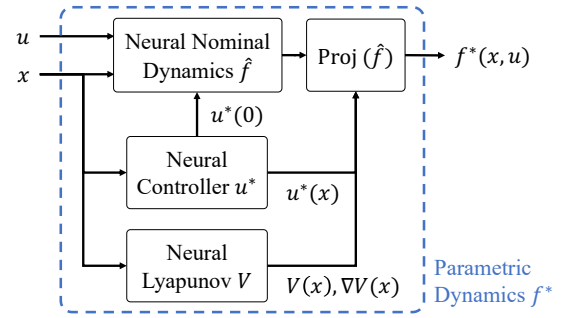 u
x
Neural Nominal
Dynamics f̂
Proj (f̂)
f*(x, u)
u*(0)
Neural
Controller u*
u*(x)
Neural
Lyapunov V
V(x), ∇V(x)
Parametric
Dynamics f*